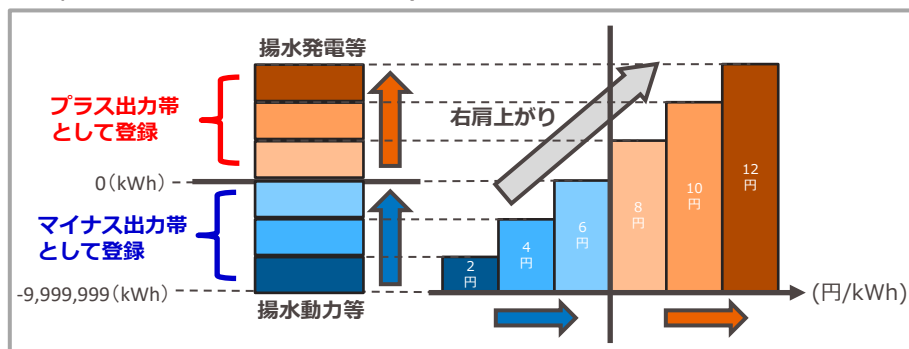 揚水発電等
プラス出力帯
として登録
0(kWh)
マイナス出力帯
として登録
-9,999,999(kWh)
揚水動力等
右肩上がり
2
円
4
円
6
円
8
円
10
円
12
円
(円/kWh)